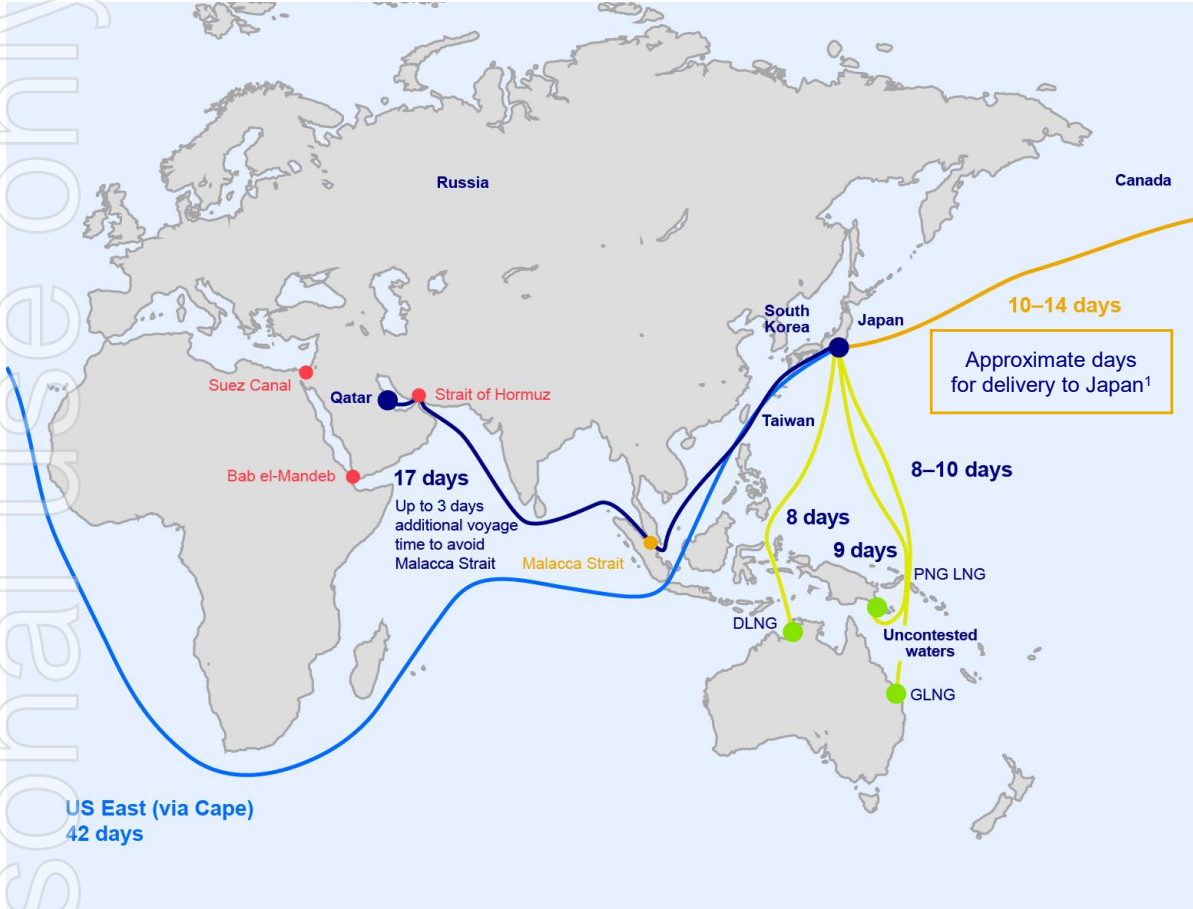 sonal use only
Russia
Canada
10–14 days
South
Korea
Japan
Approximate days
for delivery to Japan¹
Suez Canal
Qatar
Strait of Hormuz
Taiwan
Bab el-Mandeb
17 days
Up to 3 days
additional voyage
time to avoid
Malacca Strait
Malacca Strait
8–10 days
8 days
9 days
PNG LNG
DLNG
Uncontested
waters
GLNG
US East (via Cape)
42 days